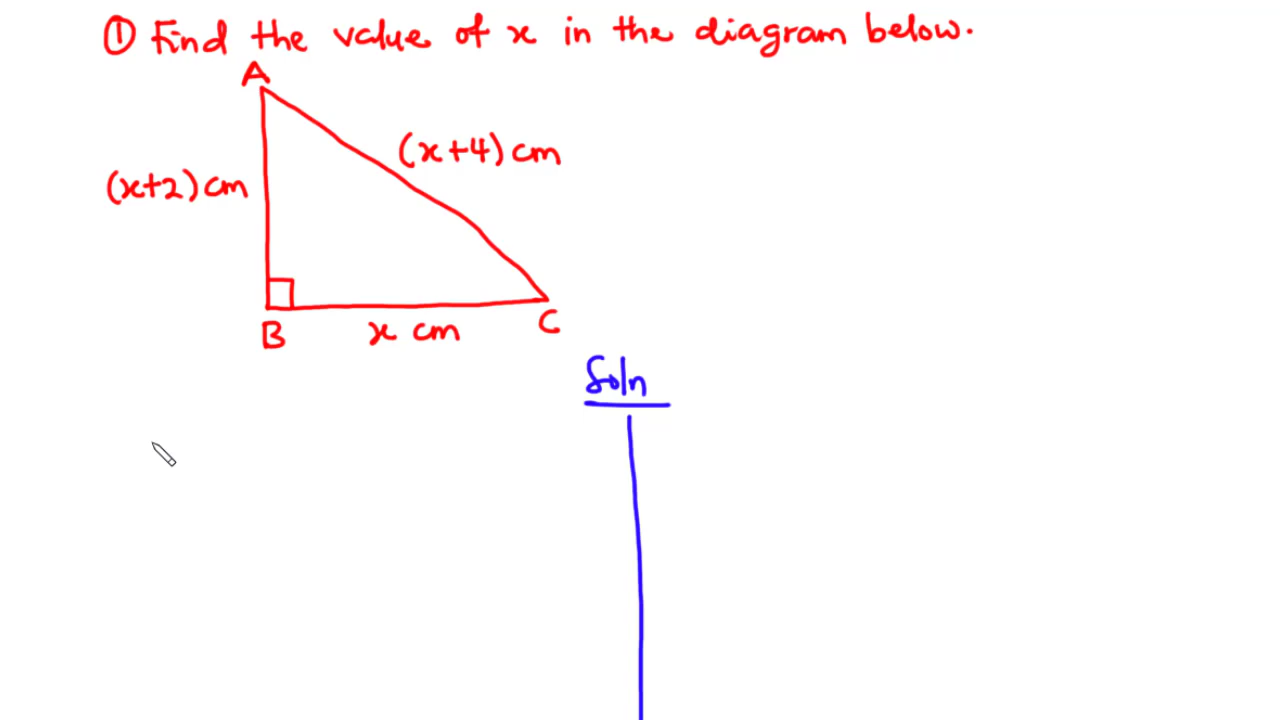 ① Find the value of x in the diagram below.
A
(x+4) cm
(x+2) cm
B
x cm
C
Soln